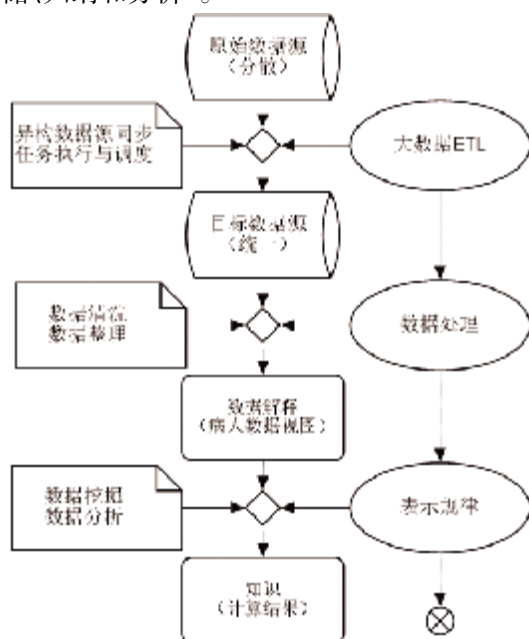 原始数据源
（分散）
异构数据源同步
任务执行与调度
大数据ETL
目标数据源
（统一）
数据清洗
数据整理
数据处理
数据解释
（病人数据视图）
数据挖掘
数据分析
表示规律
知识
（计算结果）